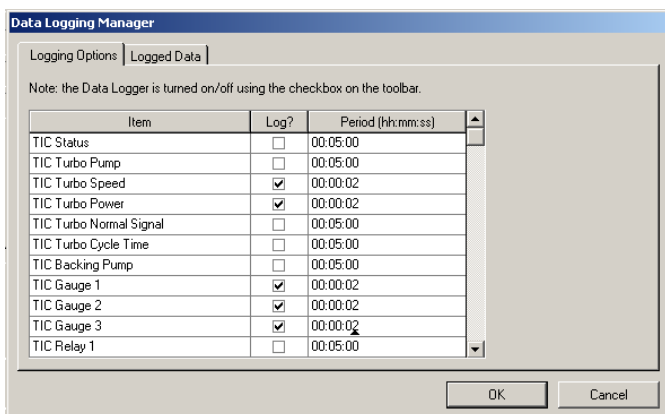 Data Logging Manager
Logging Options Logged Data
Note: the Data Logger is turned on/off using the checkbox on the toolbar.
Item Log? Period (hh:mm:ss)
TIC Status 00:05:00
TIC Turbo Pump 00:05:00
TIC Turbo Speed 00:00:02
TIC Turbo Power 00:00:02
TIC Turbo Normal Signal 00:05:00
TIC Turbo Cycle Time 00:05:00
TIC Backing Pump 00:05:00
TIC Gauge 1 00:00:02
TIC Gauge 2 00:00:02
TIC Gauge 3 00:00:02
TIC Relay 1 00:05:00
OK Cancel